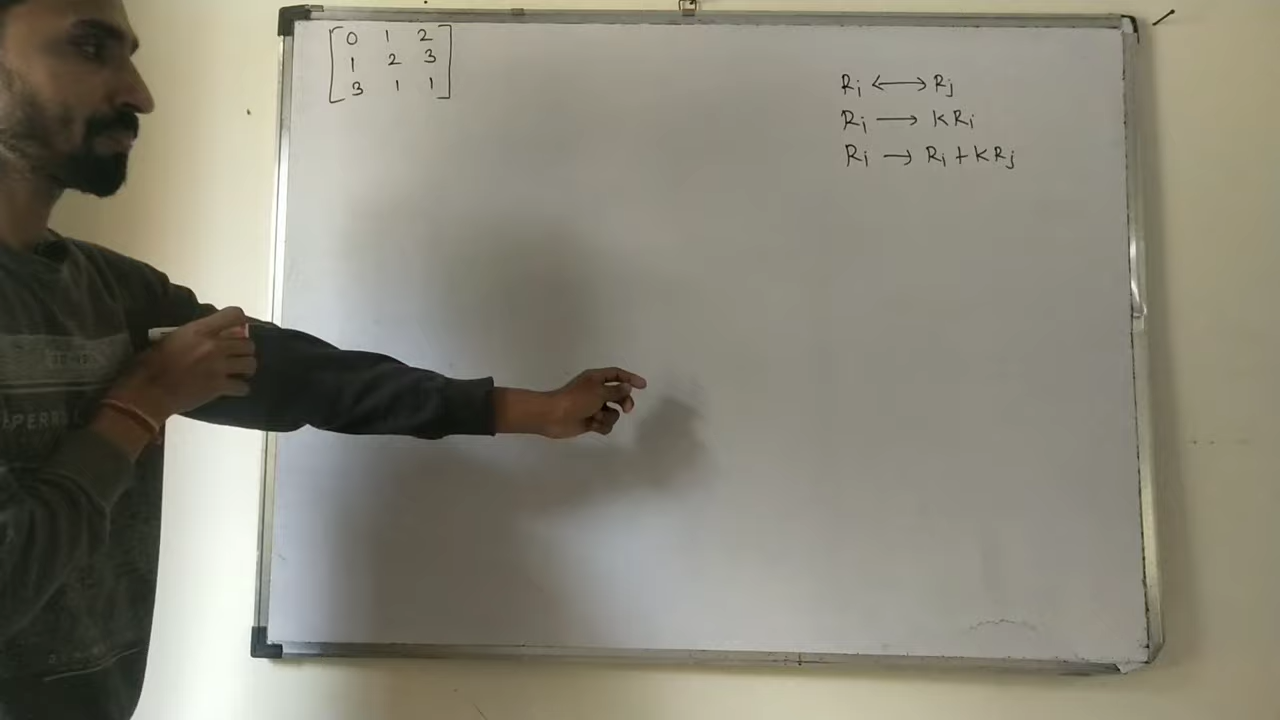 0 1 2
1 2 3
3 1 1
Ri ⟷ Rj
Ri ⟶ KRi
Ri → Ri + KRj